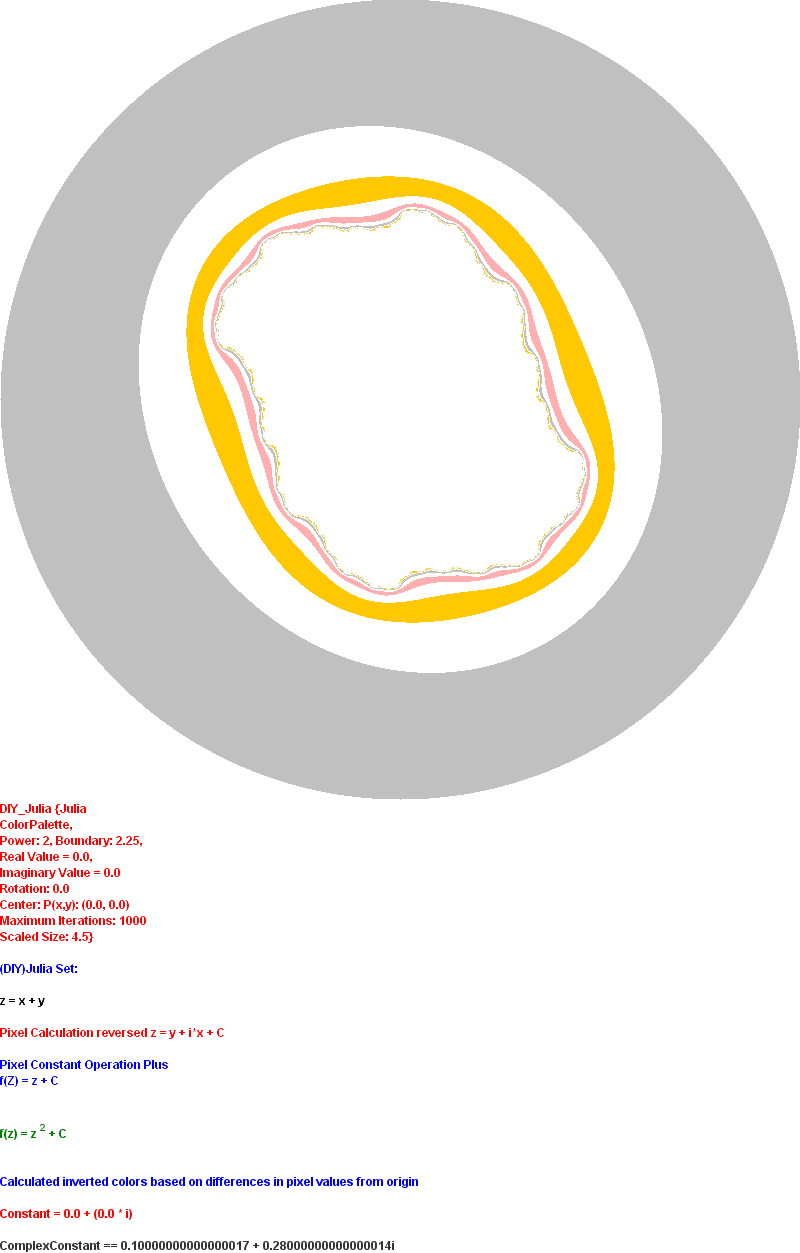 DIY_Julia {Julia
ColorPalette,
Power: 2, Boundary: 2.25,
Real Value = 0.0,
Imaginary Value = 0.0
Rotation: 0.0
Center: P(x,y): (0.0, 0.0)
Maximum Iterations: 1000
Scaled Size: 4.5}
(DIY)Julia Set:
z = x + y
Pixel Calculation reversed z = y + i*x + C
Pixel Constant Operation Plus
f(Z) = z + C
f(z) = z 2 + C
Calculated inverted colors based on differences in pixel values from origin
Constant = 0.0 + (0.0 * i)
ComplexConstant == 0.10000000000000017 + 0.28000000000000014i